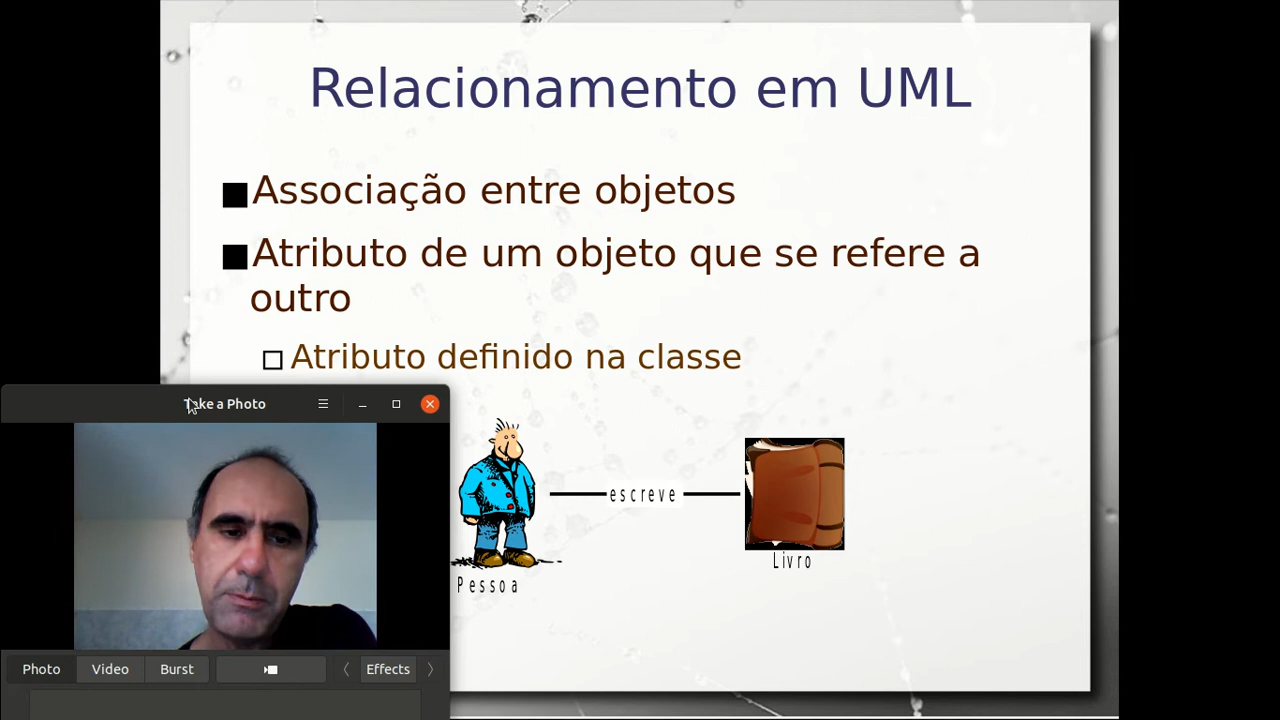 Relacionamento em UML
Associação entre objetos
Atributo de um objeto que se refere a
outro
Atributo definido na classe
escreve
Livro
Pessoa
Take a Photo
Photo Video Burst Effects